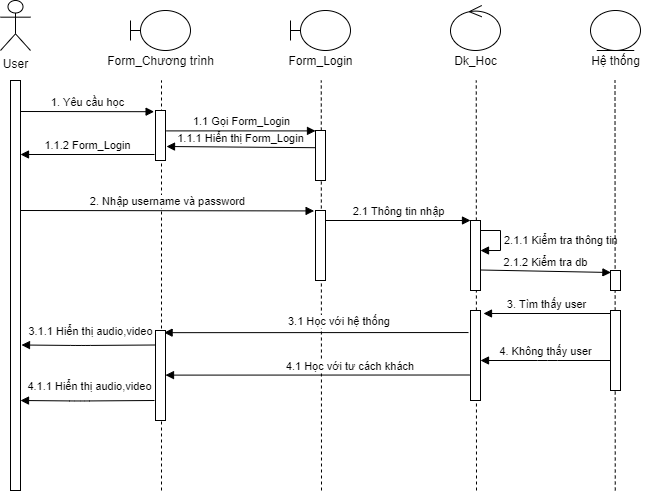 User
Form_Chương trình
Form_Login
Dk_Hoc
Hệ thống
1. Yêu cầu học
1.1 Gọi Form_Login
1.1.1 Hiển thị Form_Login
1.1.2 Form_Login
2. Nhập username và password
2.1 Thông tin nhập
2.1.1 Kiểm tra thông tin
2.1.2 Kiểm tra db
3. Tìm thấy user
3.1 Học với hệ thống
3.1.1 Hiển thị audio,video
4. Không thấy user
4.1 Học với tư cách khách
4.1.1 Hiển thị audio,video